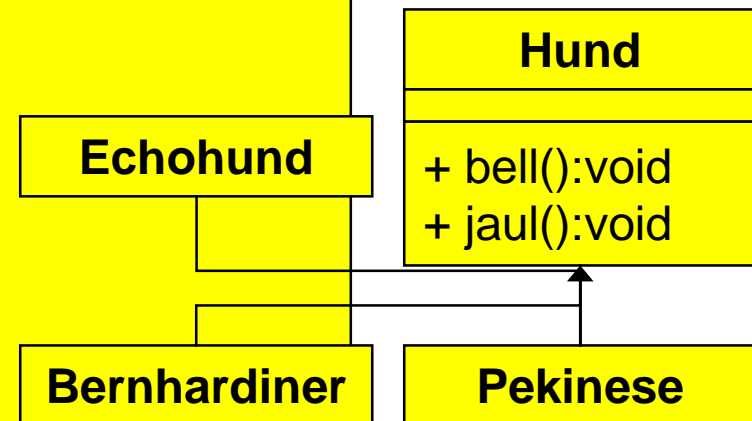 Hund
Echohund
+ bell():void
+ jaul():void
Bernhardiner
Pekinese